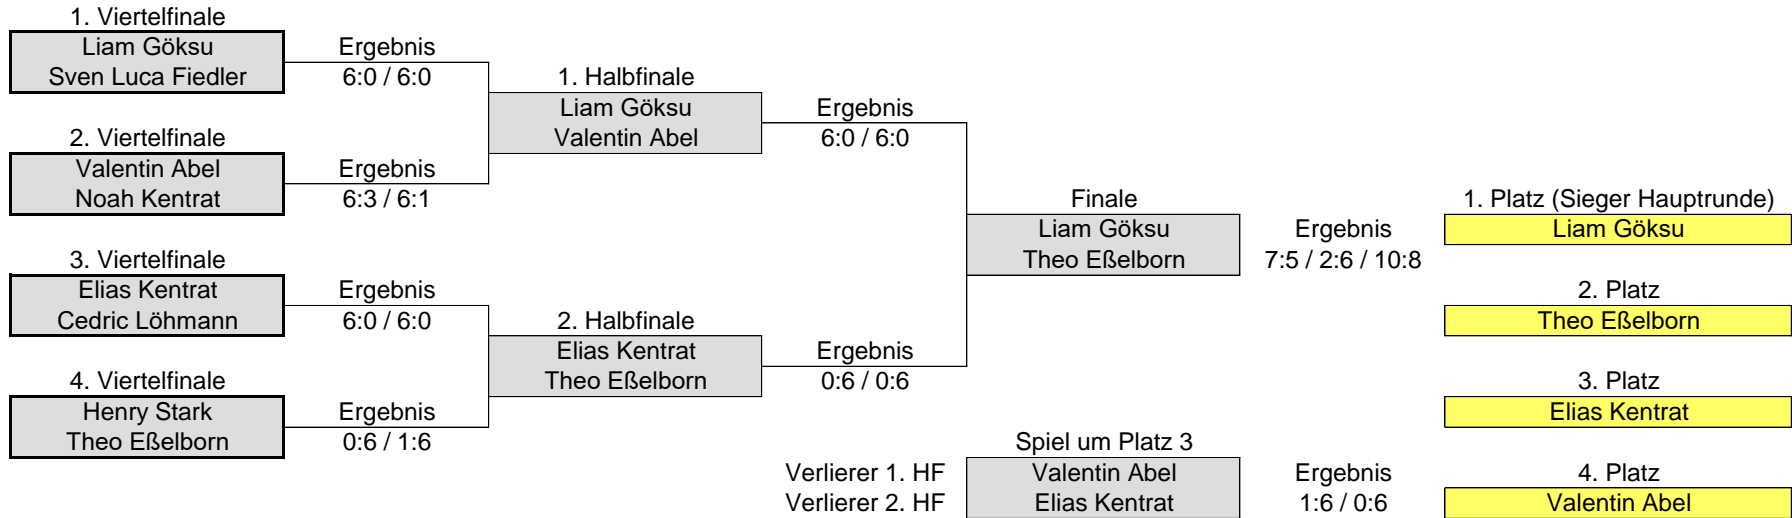 1. Viertelfinale
Liam Göksu
Sven Luca Fiedler
Ergebnis
6:0 / 6:0
2. Viertelfinale
Valentin Abel
Noah Kentrat
Ergebnis
6:3 / 6:1
1. Halbfinale
Liam Göksu
Valentin Abel
Ergebnis
6:0 / 6:0
3. Viertelfinale
Elias Kentrat
Cedric Löhmann
Ergebnis
6:0 / 6:0
4. Viertelfinale
Henry Stark
Theo Eßelborn
Ergebnis
0:6 / 1:6
2. Halbfinale
Elias Kentrat
Theo Eßelborn
Ergebnis
0:6 / 0:6
Finale
Liam Göksu
Theo Eßelborn
Ergebnis
7:5 / 2:6 / 10:8
Spiel um Platz 3
Verlierer 1. HF
Valentin Abel
Verlierer 2. HF
Elias Kentrat
Ergebnis
1:6 / 0:6
1. Platz (Sieger Hauptrunde)
Liam Göksu
2. Platz
Theo Eßelborn
3. Platz
Elias Kentrat
4. Platz
Valentin Abel